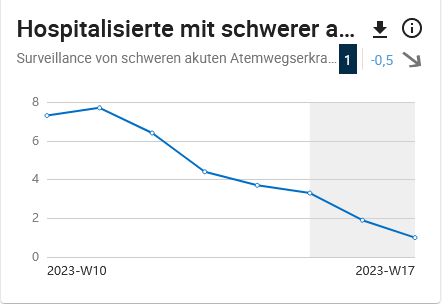 Hospitalisierte mit schwerer a...
Surveillance von schweren akuten Atemwegserkra...
1
-0,5
8
6
4
2
0
2023-W10 2023-W17